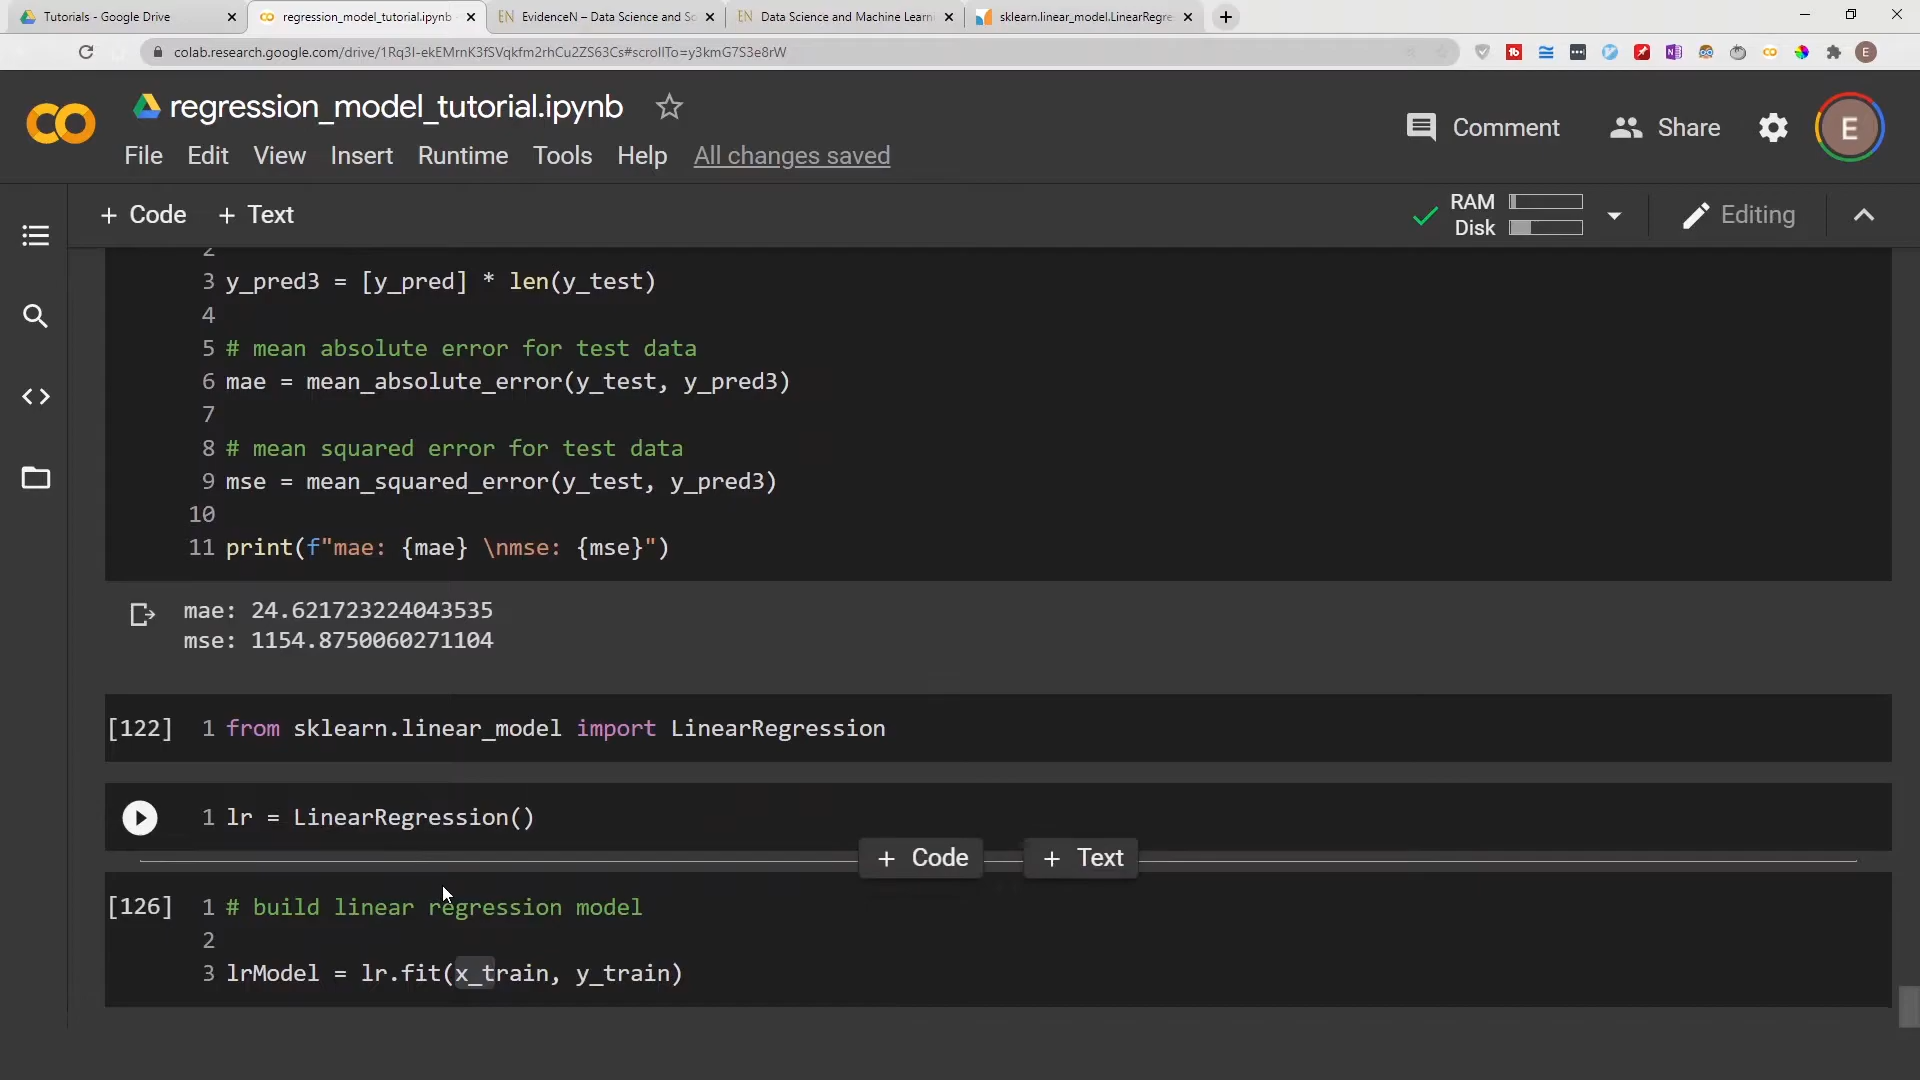 Tutorials - Google Drive
regression_model_tutorial.ipynb
EvidenceN – Data Science and Sc
Data Science and Machine Learni
sklearn.linear_model.LinearRegre
colab.research.google.com/drive/1Rq3I-ekEMrnK3fSVqkfm2rhCu2ZS63Cs#scrollTo=y3kmG7S3e8rW
E
CO
regression_model_tutorial.ipynb
Comment
Share
E
File Edit View Insert Runtime Tools Help All changes saved
+ Code + Text
RAM
Disk
Editing
2
3 y_pred3 = [y_pred] * len(y_test)
4
5 # mean absolute error for test data
6 mae = mean_absolute_error(y_test, y_pred3)
7
8 # mean squared error for test data
9 mse = mean_squared_error(y_test, y_pred3)
10
11 print(f"mae: {mae} \nmse: {mse}")
mae: 24.621723224043535
mse: 1154.8750060271104
[122] 1 from sklearn.linear_model import LinearRegression
1 lr = LinearRegression()
+ Code + Text
[126] 1 # build linear regression model
2
3 lrModel = lr.fit(x_train, y_train)